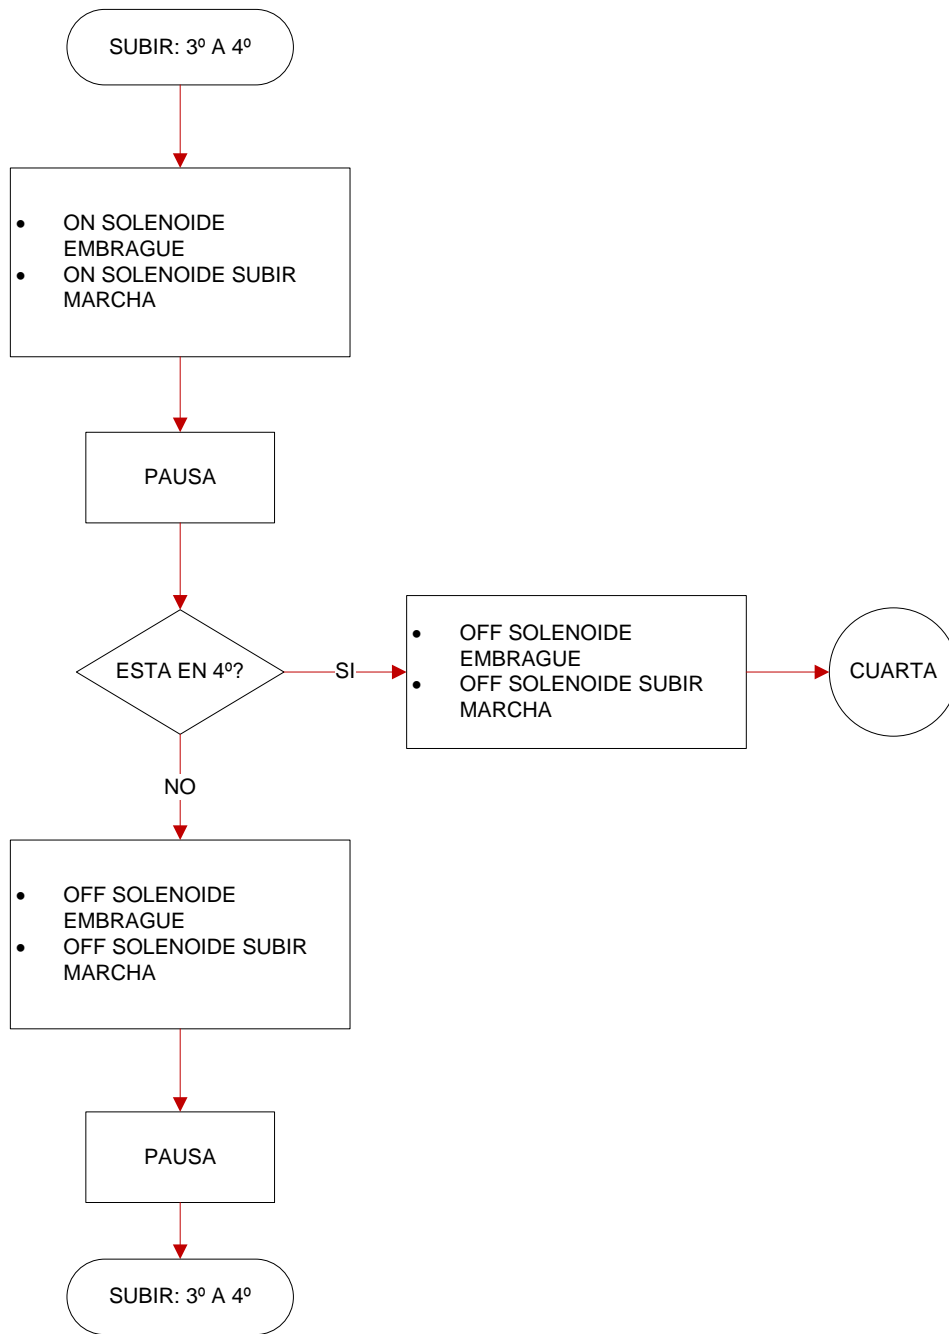 SUBIR: 3º A 4º
• ON SOLENOIDE
EMBRAGUE
• ON SOLENOIDE SUBIR
MARCHA
PAUSA
ESTA EN 4º?
SI
• OFF SOLENOIDE
EMBRAGUE
• OFF SOLENOIDE SUBIR
MARCHA
CUARTA
NO
• OFF SOLENOIDE
EMBRAGUE
• OFF SOLENOIDE SUBIR
MARCHA
PAUSA
SUBIR: 3º A 4º